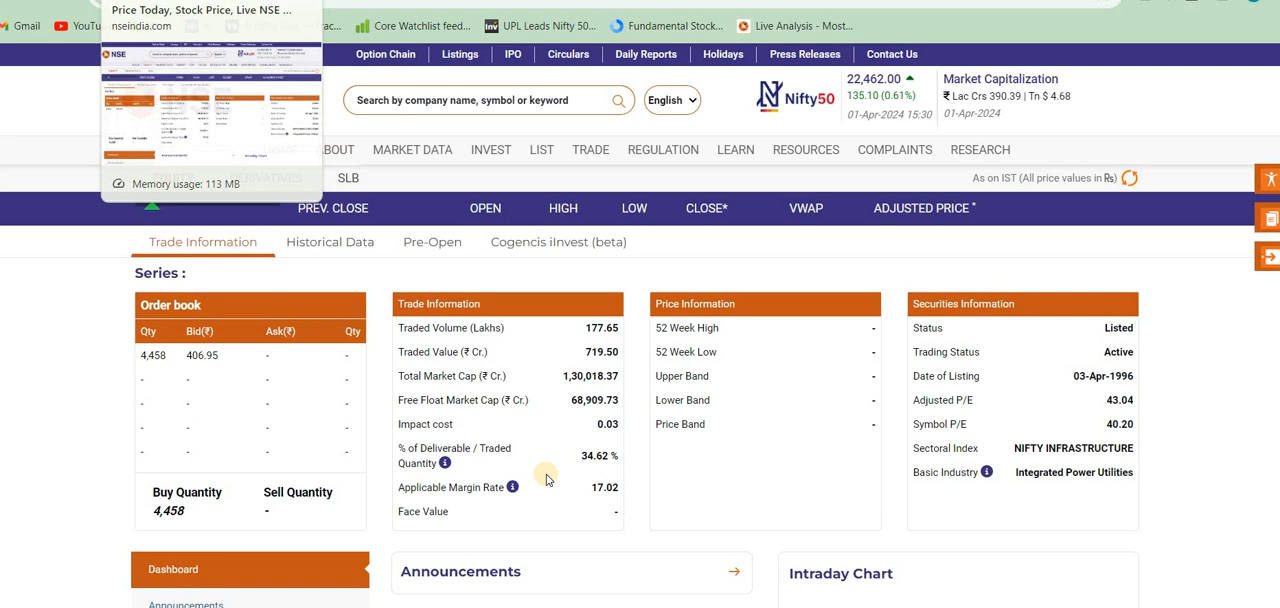 Price Today, Stock Price, Live NSE ...
nseindia.com
Gmail
Core Watchlist feed...
inv UPL Leads Nifty 50...
Fundamental Stock...
Live Analysis - Most...
NSE
Memory usage: 113 MB
Option Chain
Listings
IPO
Circulars
Daily Reports
Holidays
Press Releases
Contact Us
Search by company name, symbol or keyword
English
Nifty50
22,462.00
135.10 (0.61%)
01-Apr-2024 15:30
Market Capitalization
₹ Lac Crs 390.39 | Tn $ 4.68
01-Apr-2024
ABOUT
MARKET DATA
INVEST
LIST
TRADE
REGULATION
LEARN
RESOURCES
COMPLAINTS
RESEARCH
SLB
As on IST (All price values in Rs)
PREV. CLOSE
OPEN
HIGH
LOW
CLOSE*
VWAP
ADJUSTED PRICE *
Trade Information
Historical Data
Pre-Open
Cogencis iInvest (beta)
Series :
Order book
Qty Bid(₹) Ask(₹) Qty
4,458 406.95 - -
- - - -
- - - -
- - - -
- - - -
Buy Quantity Sell Quantity
4,458 -
Trade Information
Traded Volume (Lakhs) 177.65
Traded Value (₹ Cr.) 719.50
Total Market Cap (₹ Cr.) 1,30,018.37
Free Float Market Cap (₹ Cr.) 68,909.73
Impact cost 0.03
% of Deliverable / Traded
Quantity 34.62 %
Applicable Margin Rate 17.02
Face Value -
Price Information
52 Week High -
52 Week Low -
Upper Band -
Lower Band -
Price Band -
Securities Information
Status Listed
Trading Status Active
Date of Listing 03-Apr-1996
Adjusted P/E 43.04
Symbol P/E 40.20
Sectoral Index NIFTY INFRASTRUCTURE
Basic Industry Integrated Power Utilities
Dashboard
Announcements
Announcements
Intraday Chart